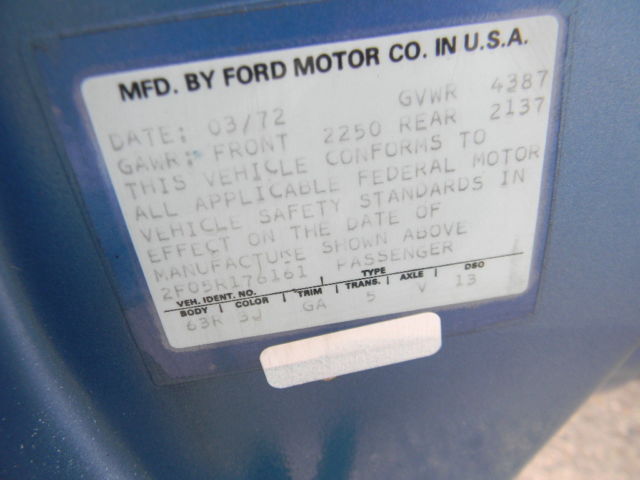 MFD. BY FORD MOTOR CO. IN U.S.A.
DATE: 03/72 GVWR 4387
GAWR: FRONT 2250 REAR 2137
THIS VEHICLE CONFORMS TO
ALL APPLICABLE FEDERAL MOTOR
VEHICLE SAFETY STANDARDS IN
EFFECT ON THE DATE OF
MANUFACTURE SHOWN ABOVE
2F05R176161 PASSENGER
VEH. IDENT. NO. TYPE
BODY COLOR TRIM TRANS. AXLE DSO
63R 3J GA 5 V 13